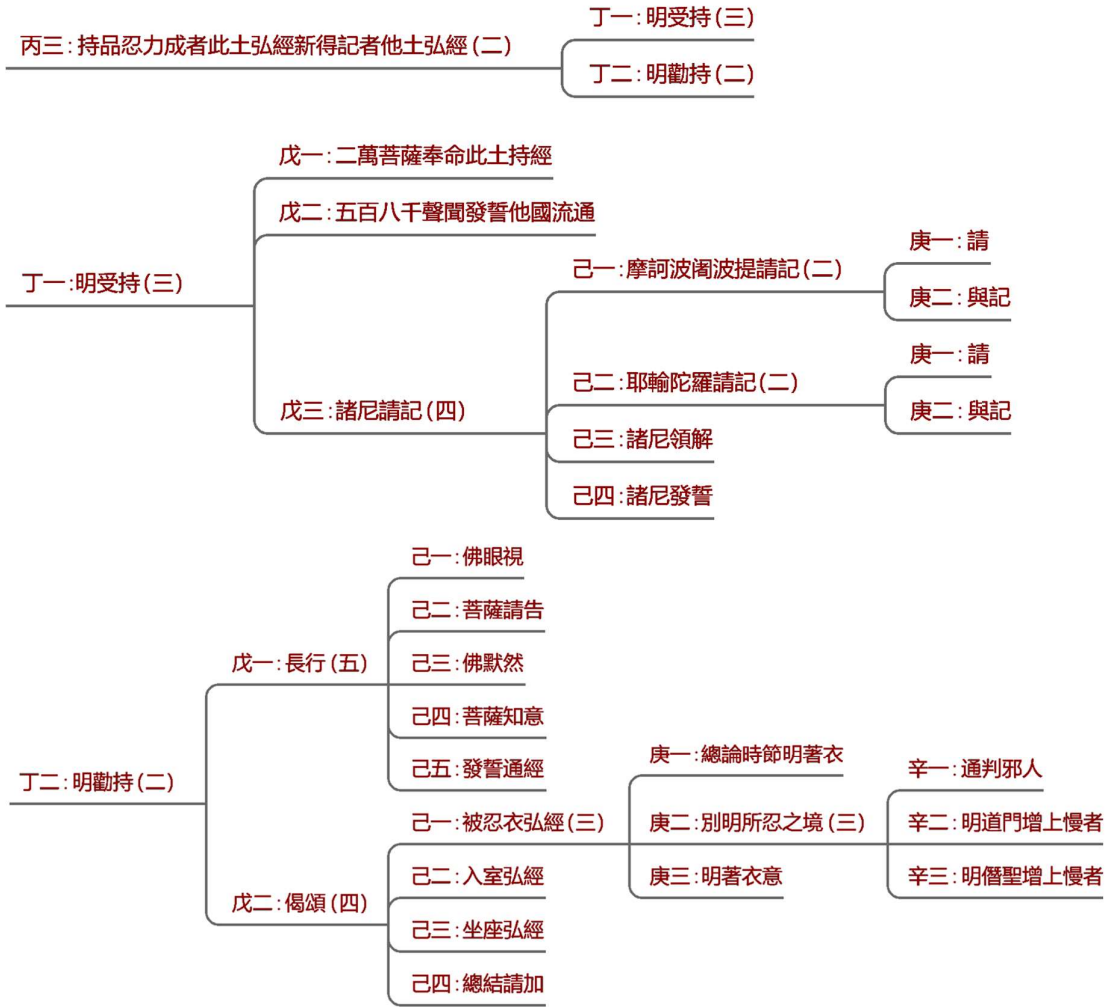 丙三：持品忍力成者此土弘經新得記者他土弘經(二)
丁一：明受持(三)
丁二：明勸持(二)
丁一：明受持(三)
戊一：二萬菩薩奉命此土持經
戊二：五百八千聲聞發誓他國流通
戊三：諸尼請記(四)
己一：摩訶波阇波提請記(二)
庚一：請
庚二：與記
己二：耶輸陀羅請記(二)
庚一：請
庚二：與記
己三：諸尼領解
己四：諸尼發誓
丁二：明勸持(二)
戊一：長行(五)
己一：佛眼視
己二：菩薩請告
己三：佛默然
己四：菩薩知意
己五：發誓通經
戊二：偈頌(四)
己一：被忍衣弘經(三)
庚一：總論時節明著衣
庚二：別明所忍之境(三)
辛一：通判邪人
辛二：明道門增上慢者
辛三：明僭聖增上慢者
庚三：明著衣意
己二：入室弘經
己三：坐座弘經
己四：總結請加